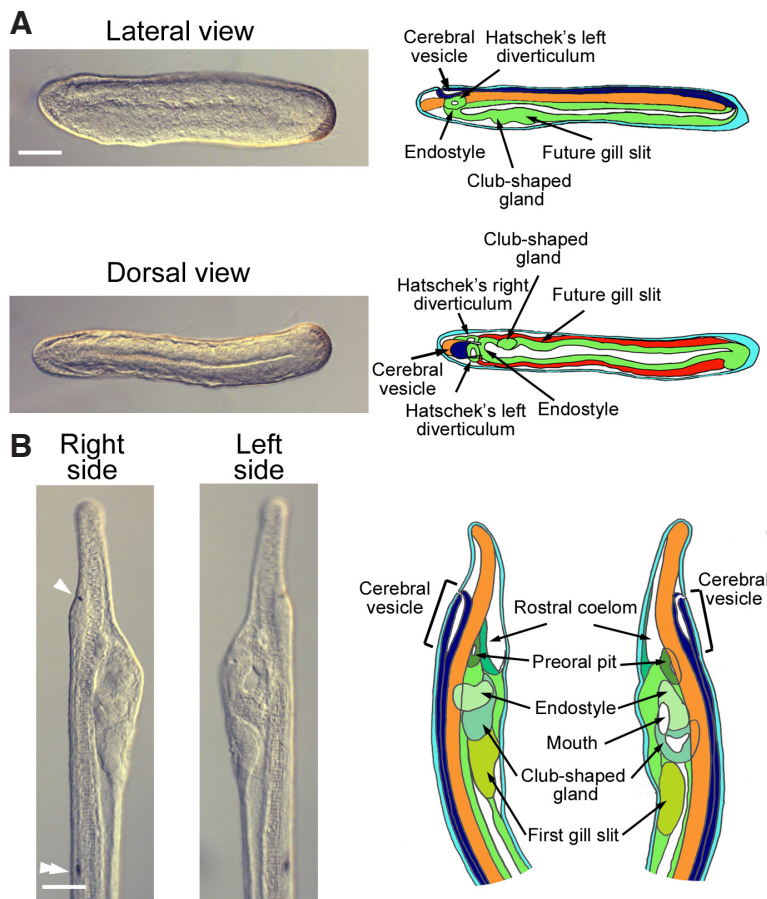 A
Lateral view
Cerebral
vesicle
Hatschek's left
diverticulum
Endostyle
Future gill slit
Club-shaped
gland
Dorsal view
Club-shaped
gland
Hatschek's right
diverticulum
Future gill slit
Cerebral
vesicle
Hatschek's left
diverticulum
Endostyle
B
Right
side
Left
side
Cerebral
vesicle
Cerebral
vesicle
Rostral coelom
Preoral pit
Endostyle
Mouth
Club-shaped
gland
First gill slit